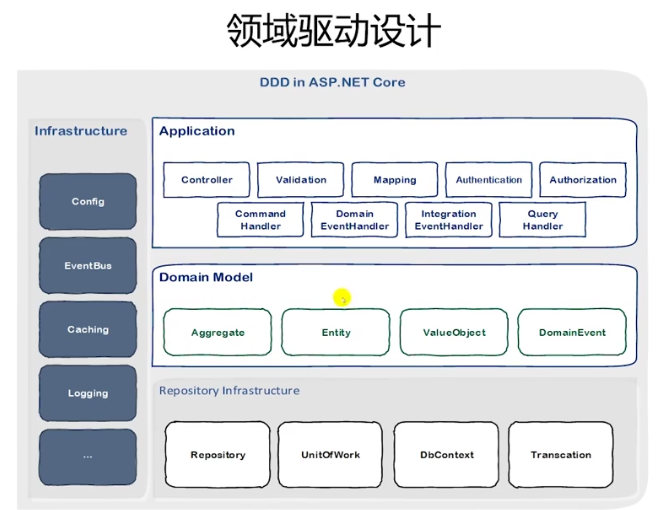 领域驱动设计
DDD in ASP.NET Core
Infrastructure
Config
EventBus
Caching
Logging
...
Application
Controller
Validation
Mapping
Authentication
Authorization
Command
Handler
Domain
EventHandler
Integration
EventHandler
Query
Handler
Domain Model
Aggregate
Entity
ValueObject
DomainEvent
Repository Infrastructure
Repository
UnitOfWork
DbContext
Transcation